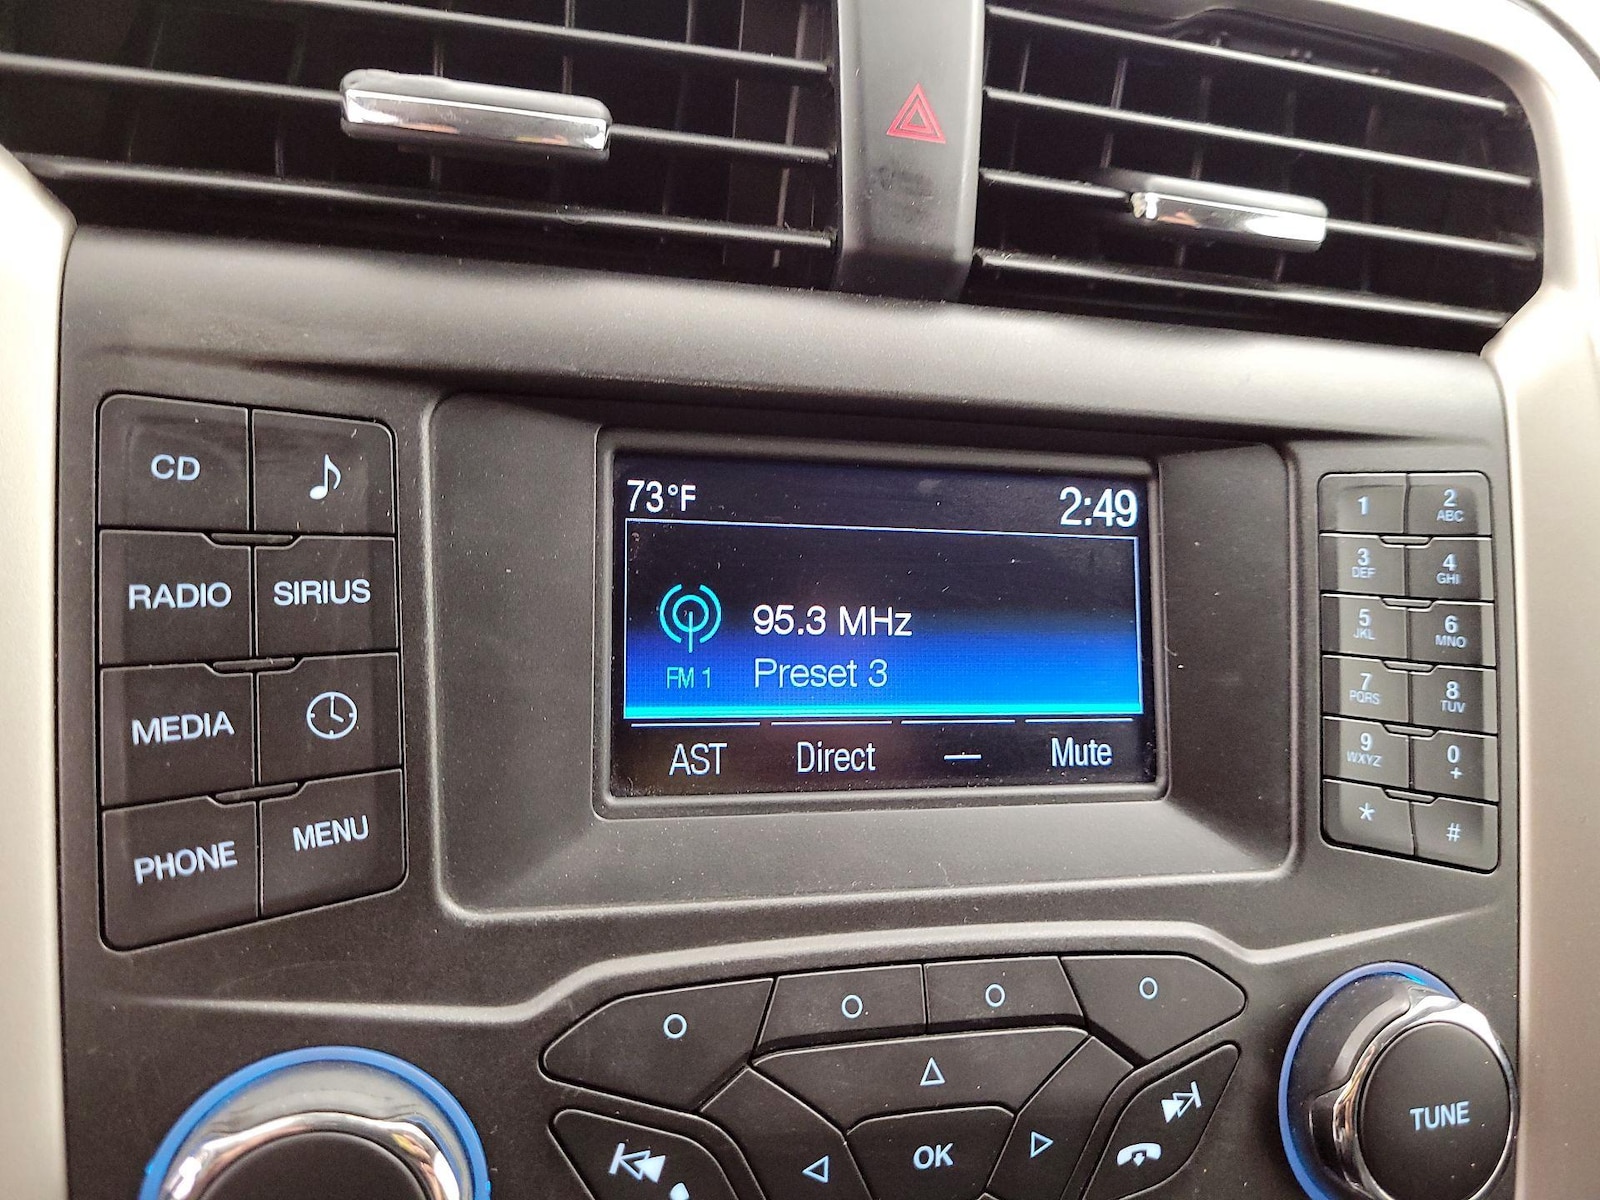 73°F 2:49
95.3 MHz
FM 1 Preset 3
AST Direct — Mute
CD
RADIO SIRIUS
MEDIA
PHONE MENU
1 2 ABC
3 DEF 4 GHI
5 JKL 6 MNO
7 PQRS 8 TUV
9 WXYZ 0 +
* #
OK
TUNE